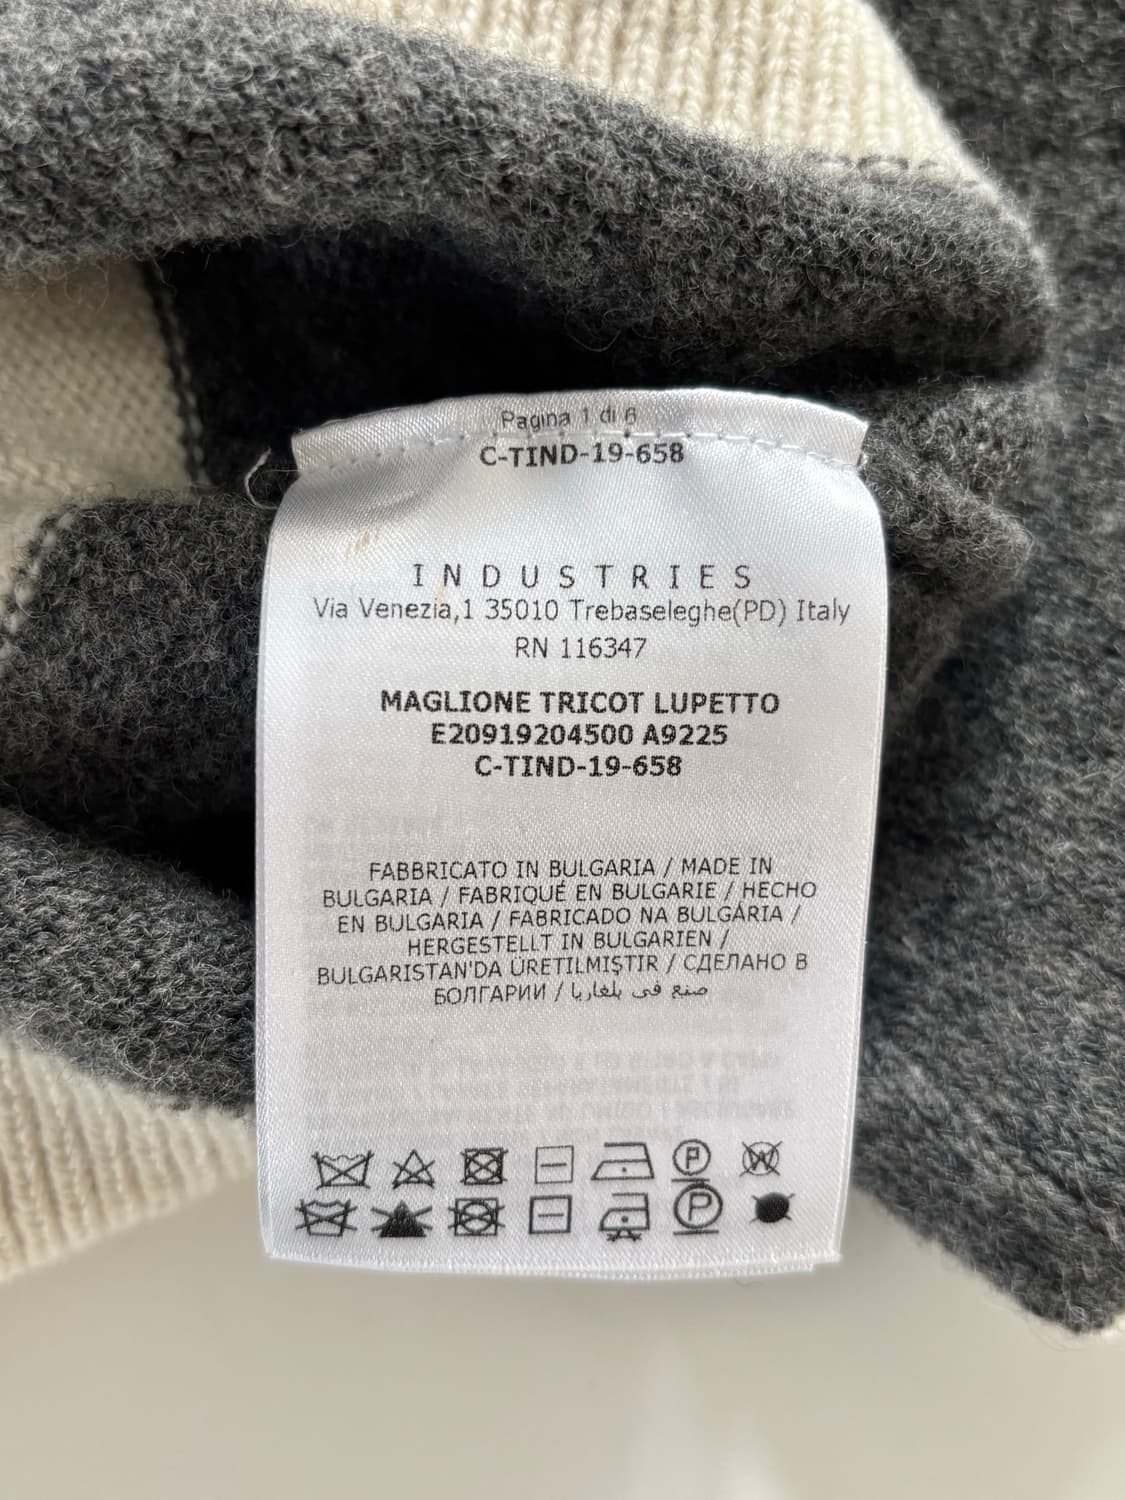 Pagina 1 di 6
C-TIND-19-658
INDUSTRIES
Via Venezia,1 35010 Trebaseleghe(PD) Italy
RN 116347
MAGLIONE TRICOT LUPETTO
E20919204500 A9225
C-TIND-19-658
FABBRICATO IN BULGARIA / MADE IN
BULGARIA / FABRIQUÉ EN BULGARIE / HECHO
EN BULGARIA / FABRICADO NA BULGÁRIA /
HERGESTELLT IN BULGARIEN /
BULGARISTAN'DA ÜRETILMIŞTIR / СДЕЛАНО В
БОЛГАРИИ / صنع في بلغاريا
P W
P